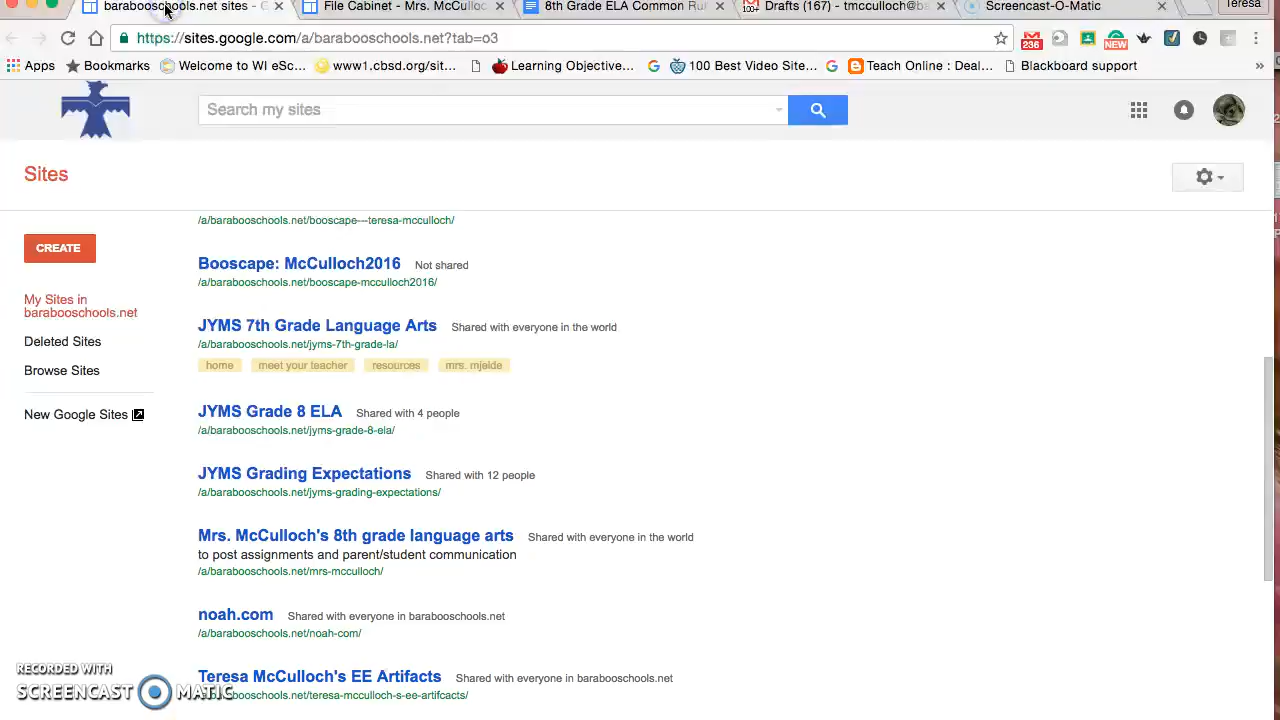 barabooschools.net sites - G
File Cabinet - Mrs. McCulloc
8th Grade ELA Common Ru
Drafts (167) - tmcculloch@ba
Screencast-O-Matic
Teresa
https://sites.google.com/a/barabooschools.net?tab=o3
236
NEW
Apps
Bookmarks
Welcome to WI eSc...
www1.cbsd.org/sit...
Learning Objective...
100 Best Video Site...
Teach Online : Deal...
Blackboard support
»
Search my sites
Sites
CREATE
My Sites in
barabooschools.net
Deleted Sites
Browse Sites
New Google Sites
/a/barabooschools.net/booscape---teresa-mcculloch/
Booscape: McCulloch2016 Not shared
/a/barabooschools.net/booscape-mcculloch2016/
JYMS 7th Grade Language Arts Shared with everyone in the world
/a/barabooschools.net/jyms-7th-grade-la/
home meet your teacher resources mrs. mjelde
JYMS Grade 8 ELA Shared with 4 people
/a/barabooschools.net/jyms-grade-8-ela/
JYMS Grading Expectations Shared with 12 people
/a/barabooschools.net/jyms-grading-expectations/
Mrs. McCulloch's 8th grade language arts Shared with everyone in the world
to post assignments and parent/student communication
/a/barabooschools.net/mrs-mcculloch/
noah.com Shared with everyone in barabooschools.net
/a/barabooschools.net/noah-com/
Teresa McCulloch's EE Artifacts Shared with everyone in barabooschools.net
/a/barabooschools.net/teresa-mcculloch-s-ee-artifcacts/
RECORDED WITH
SCREENCAST MATIC